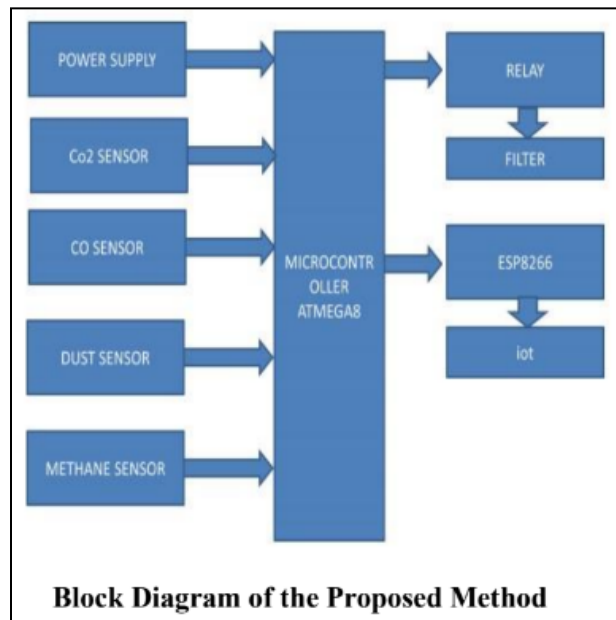 POWER SUPPLY
Co2 SENSOR
CO SENSOR
DUST SENSOR
METHANE SENSOR
MICROCONTR
OLLER
ATMEGA8
RELAY
FILTER
ESP8266
iot
Block Diagram of the Proposed Method